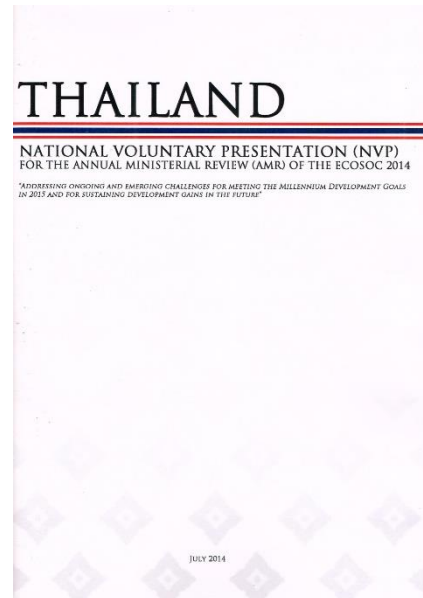 THAILAND
NATIONAL VOLUNTARY PRESENTATION (NVP)
FOR THE ANNUAL MINISTERIAL REVIEW (AMR) OF THE ECOSOC 2014
"ADDRESSING ONGOING AND EMERGING CHALLENGES FOR MEETING THE MILLENNIUM DEVELOPMENT GOALS
IN 2015 AND FOR SUSTAINING DEVELOPMENT GAINS IN THE FUTURE"
JULY 2014